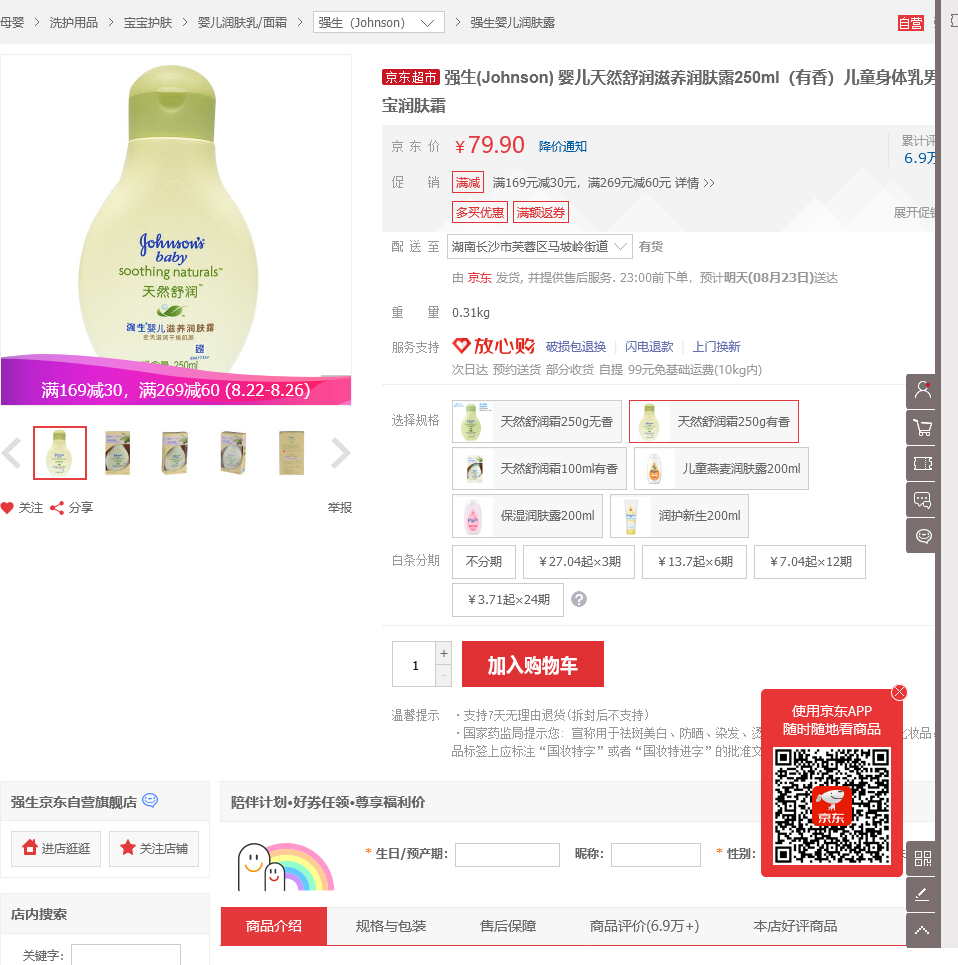 母婴 > 洗护用品 > 宝宝护肤 > 婴儿润肤乳/面霜 > 强生（Johnson） > 强生婴儿润肤露
自营
京东超市 强生(Johnson) 婴儿天然舒润滋养润肤露250ml（有香）儿童身体乳男
宝润肤霜
Johnson's
baby
soothing naturals™
天然舒润™
强生®婴儿滋养润肤露
250ml
满169减30，满269减60 (8.22-8.26)
关注 分享 举报
京东价 ￥79.90 降价通知
累计评
6.9万
促销 满减 满169元减30元，满269元减60元 详情 >>
多买优惠 满额返券
展开促销
配送至 湖南长沙市芙蓉区马坡岭街道 有货
由 京东 发货, 并提供售后服务. 23:00前下单，预计明天(08月23日)送达
重量 0.31kg
服务支持 放心购 破损包退换 | 闪电退款 | 上门换新
次日达 预约送货 部分收货 自提 99元免基础运费(10kg内)
选择规格 天然舒润霜250g无香 天然舒润霜250g有香
天然舒润霜100ml有香 儿童燕麦润肤露200ml
保湿润肤露200ml 润护新生200ml
白条分期 不分期 ￥27.04起×3期 ￥13.7起×6期 ￥7.04起×12期
￥3.71起×24期 ?
1 + -
加入购物车
温馨提示 ·支持7天无理由退货(拆封后不支持)
·国家药监局提示您：宣称用于祛斑美白、防晒、染发、烫
化妆品，
品标签上应标注“国妆特字”或者“国妆特进字”的批准文
使用京东APP
随时随地看商品
京东
强生京东自营旗舰店
进店逛逛 关注店铺
店内搜索
关键字：
陪伴计划•好券任领•尊享福利价
* 生日/预产期： 昵称： * 性别：
商品介绍 规格与包装 售后保障 商品评价(6.9万+) 本店好评商品